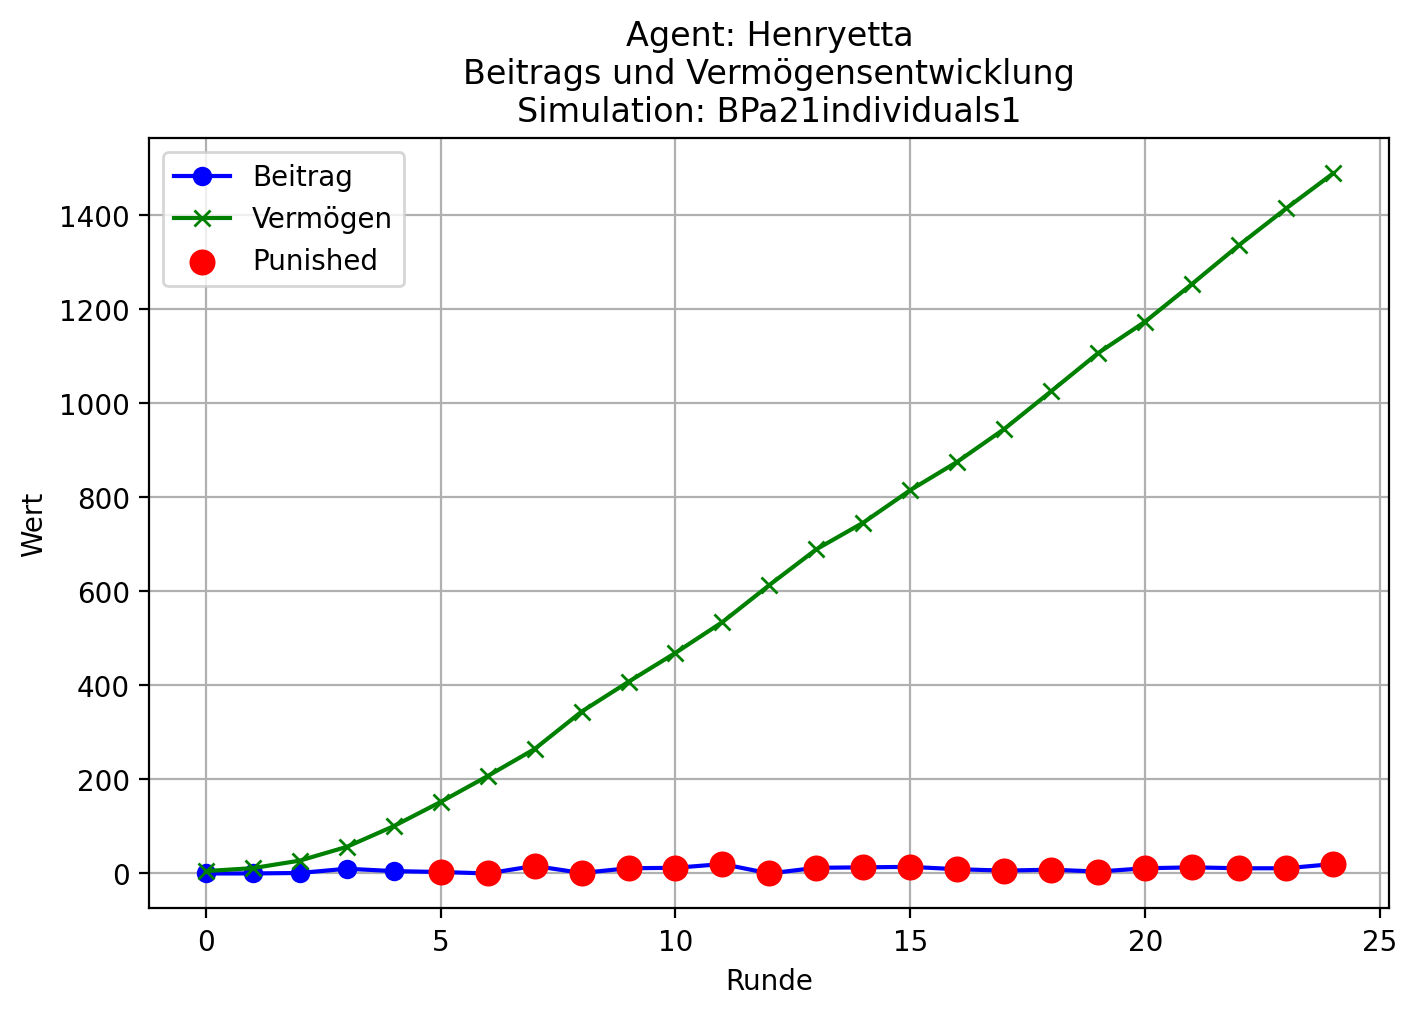 Agent: Henryetta
Beitrags und Vermögensentwicklung
Simulation: BPa21individuals1
Beitrag
Vermögen
Punished
1400
1200
1000
800
600
400
200
0
Wert
0 5 10 15 20 25
Runde